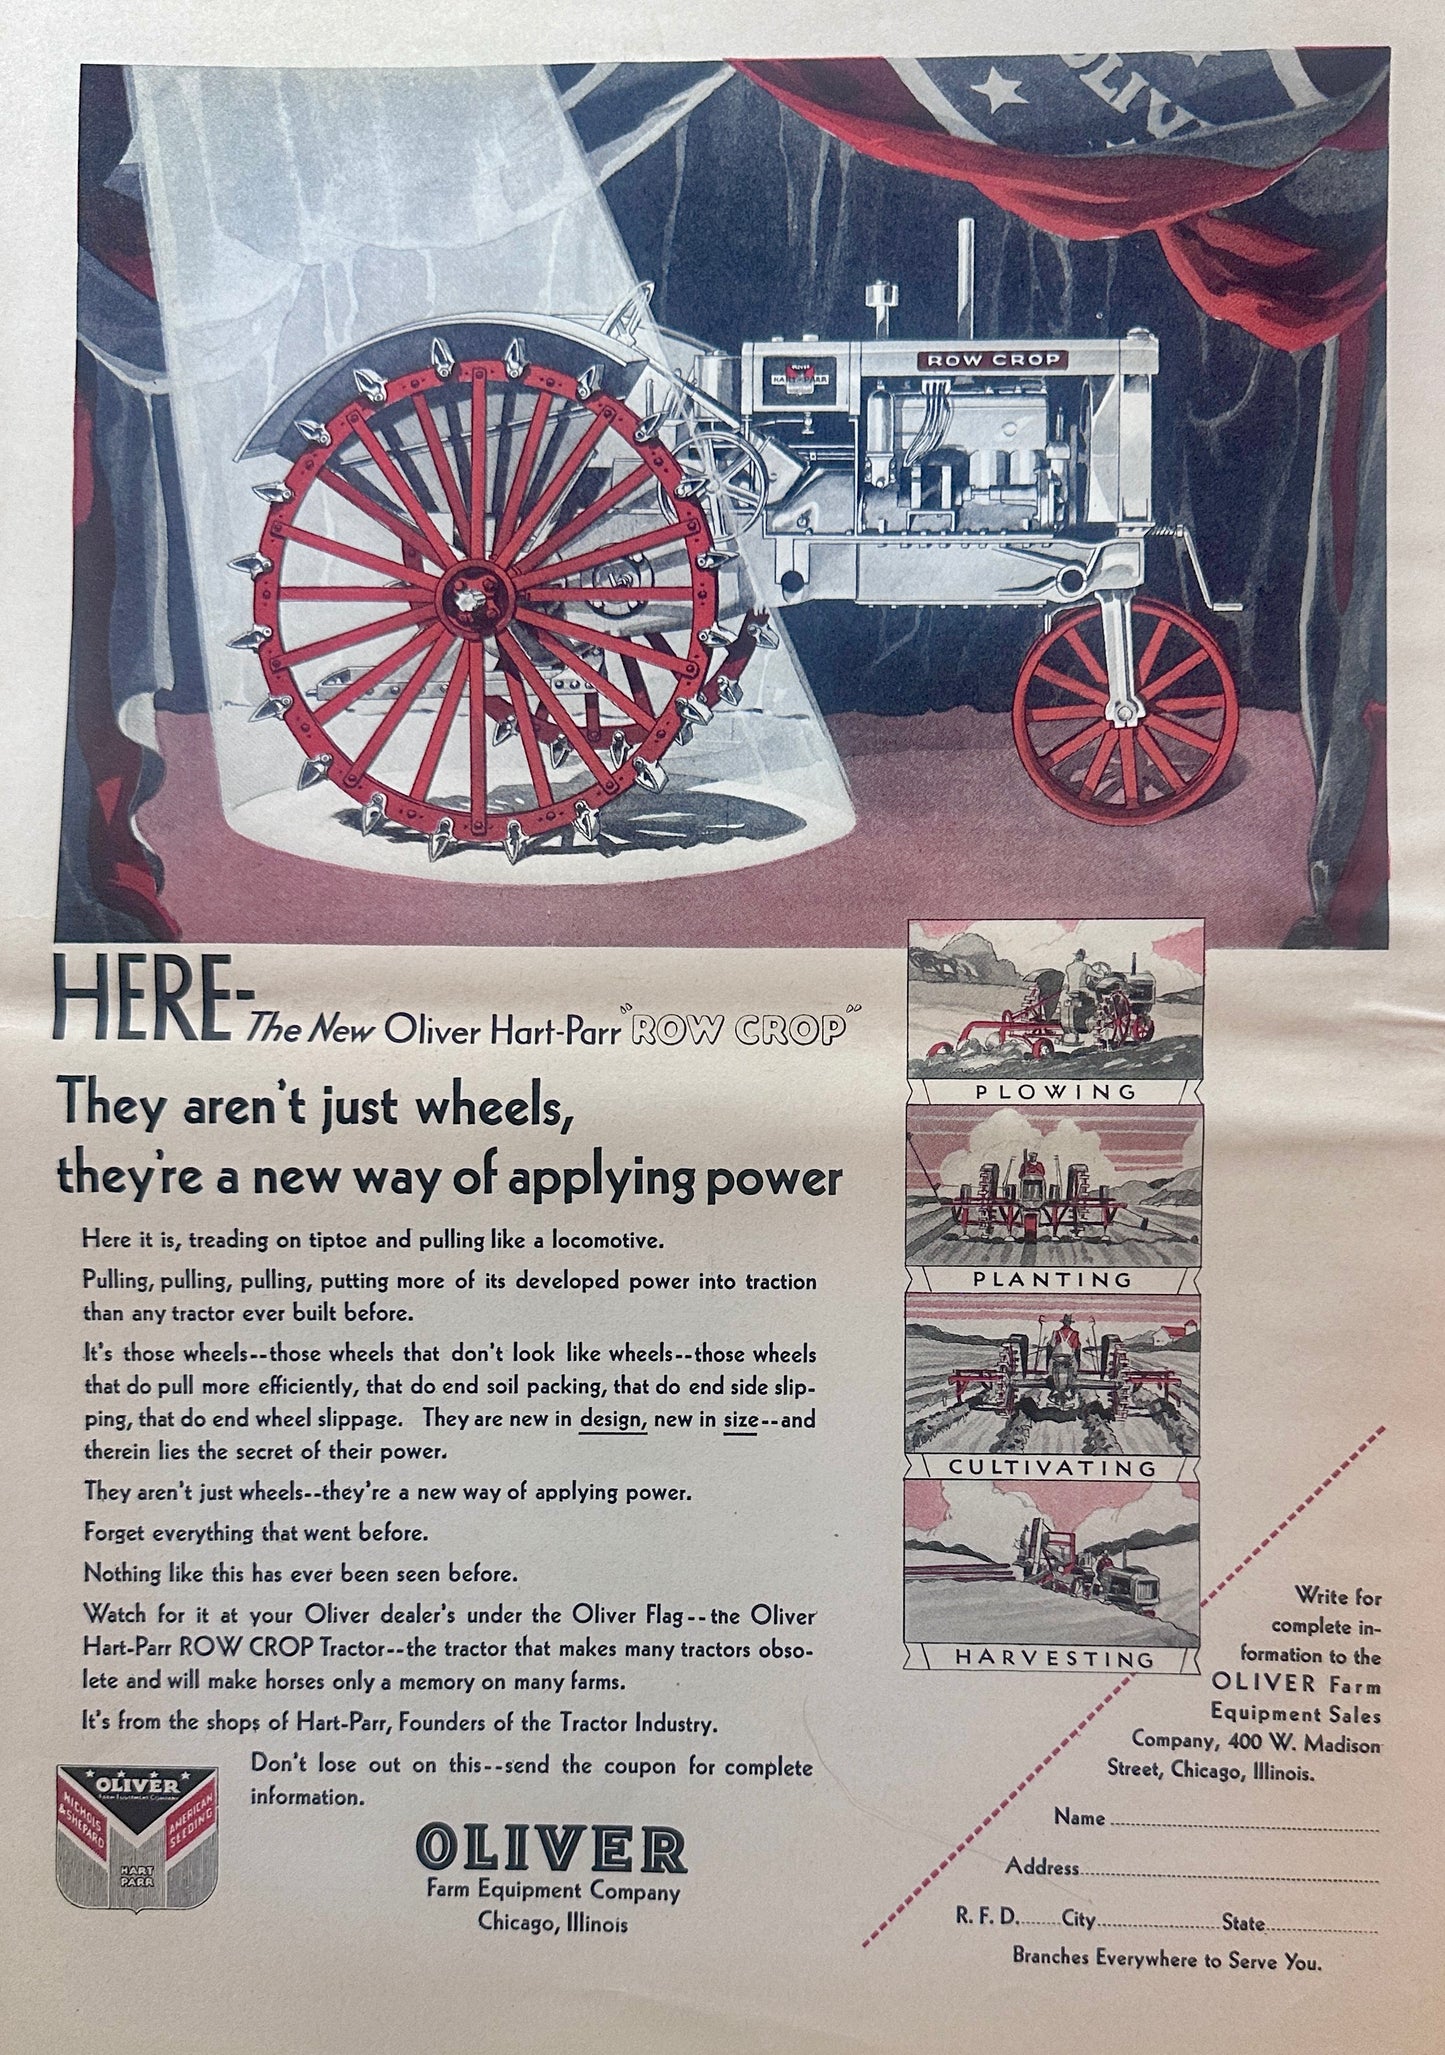 OLIV
ROW CROP
HART-PARR
HERE-
The New Oliver Hart-Parr "ROW CROP"
They aren't just wheels,
they're a new way of applying power
Here it is, treading on tiptoe and pulling like a locomotive.
Pulling, pulling, pulling, putting more of its developed power into traction
than any tractor ever built before.
It's those wheels--those wheels that don't look like wheels--those wheels
that do pull more efficiently, that do end soil packing, that do end side slip-
ping, that do end wheel slippage. They are new in design, new in size--and
therein lies the secret of their power.
They aren't just wheels--they're a new way of applying power.
Forget everything that went before.
Nothing like this has ever been seen before.
Watch for it at your Oliver dealer's under the Oliver Flag--the Oliver
Hart-Parr ROW CROP Tractor--the tractor that makes many tractors obso-
lete and will make horses only a memory on many farms.
It's from the shops of Hart-Parr, Founders of the Tractor Industry.
Don't lose out on this--send the coupon for complete
information.
OLIVER
Farm Equipment Company
NICHOLS
& SHEPARD
AMERICAN
SEEDING
HART
PARR
OLIVER
Farm Equipment Company
Chicago, Illinois
PLOWING
PLANTING
CULTIVATING
HARVESTING
Write for
complete in-
formation to the
OLIVER Farm
Equipment Sales
Company, 400 W. Madison
Street, Chicago, Illinois.
Name
Address
R. F. D. City State
Branches Everywhere to Serve You.